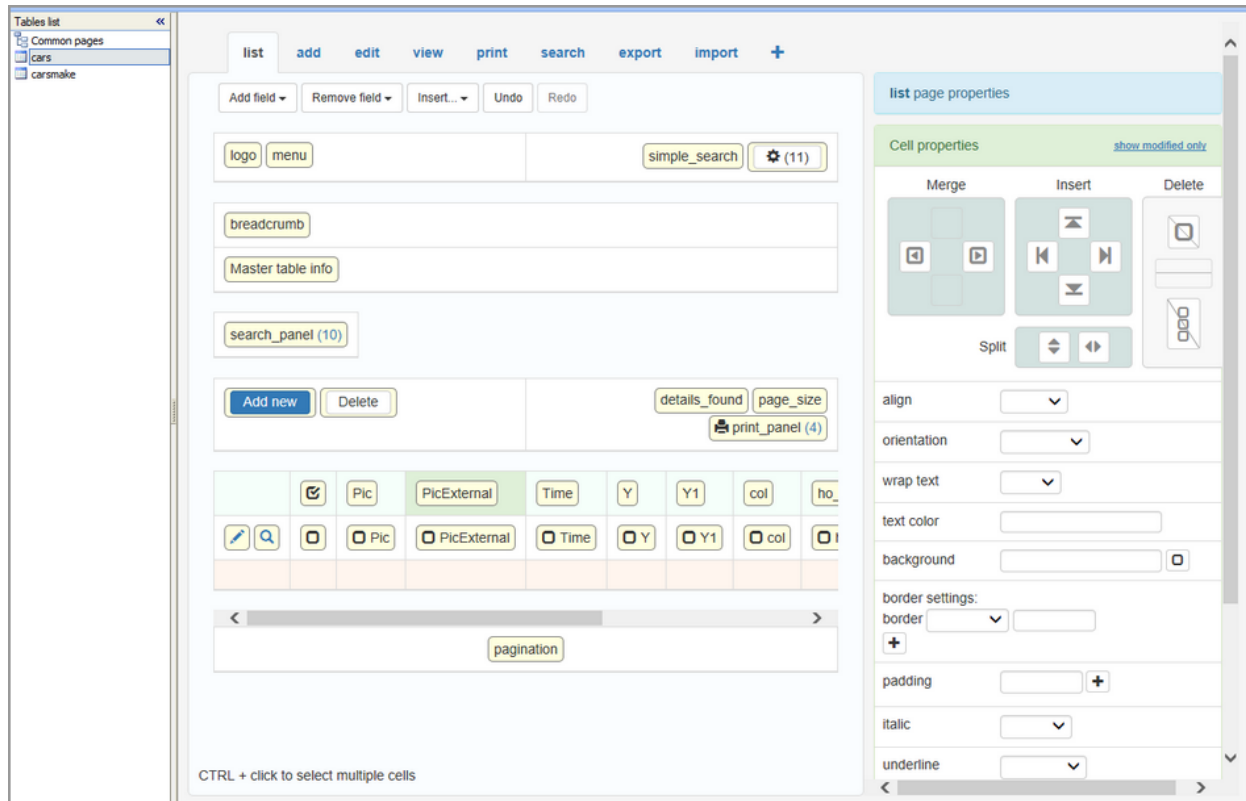 Tables list «
Common pages
cars
carsmake
list add edit view print search export import +
Add field Remove field Insert... Undo Redo
logo menu simple_search (11)
breadcrumb
Master table info
search_panel (10)
Add new Delete details_found page_size
print_panel (4)
Pic PicExternal Time Y Y1 col ho_
Pic PicExternal Time Y Y1 col
pagination
CTRL + click to select multiple cells
list page properties
Cell properties show modified only
Merge Insert Delete
Split
align
orientation
wrap text
text color
background
border settings:
border
+
padding +
italic
underline